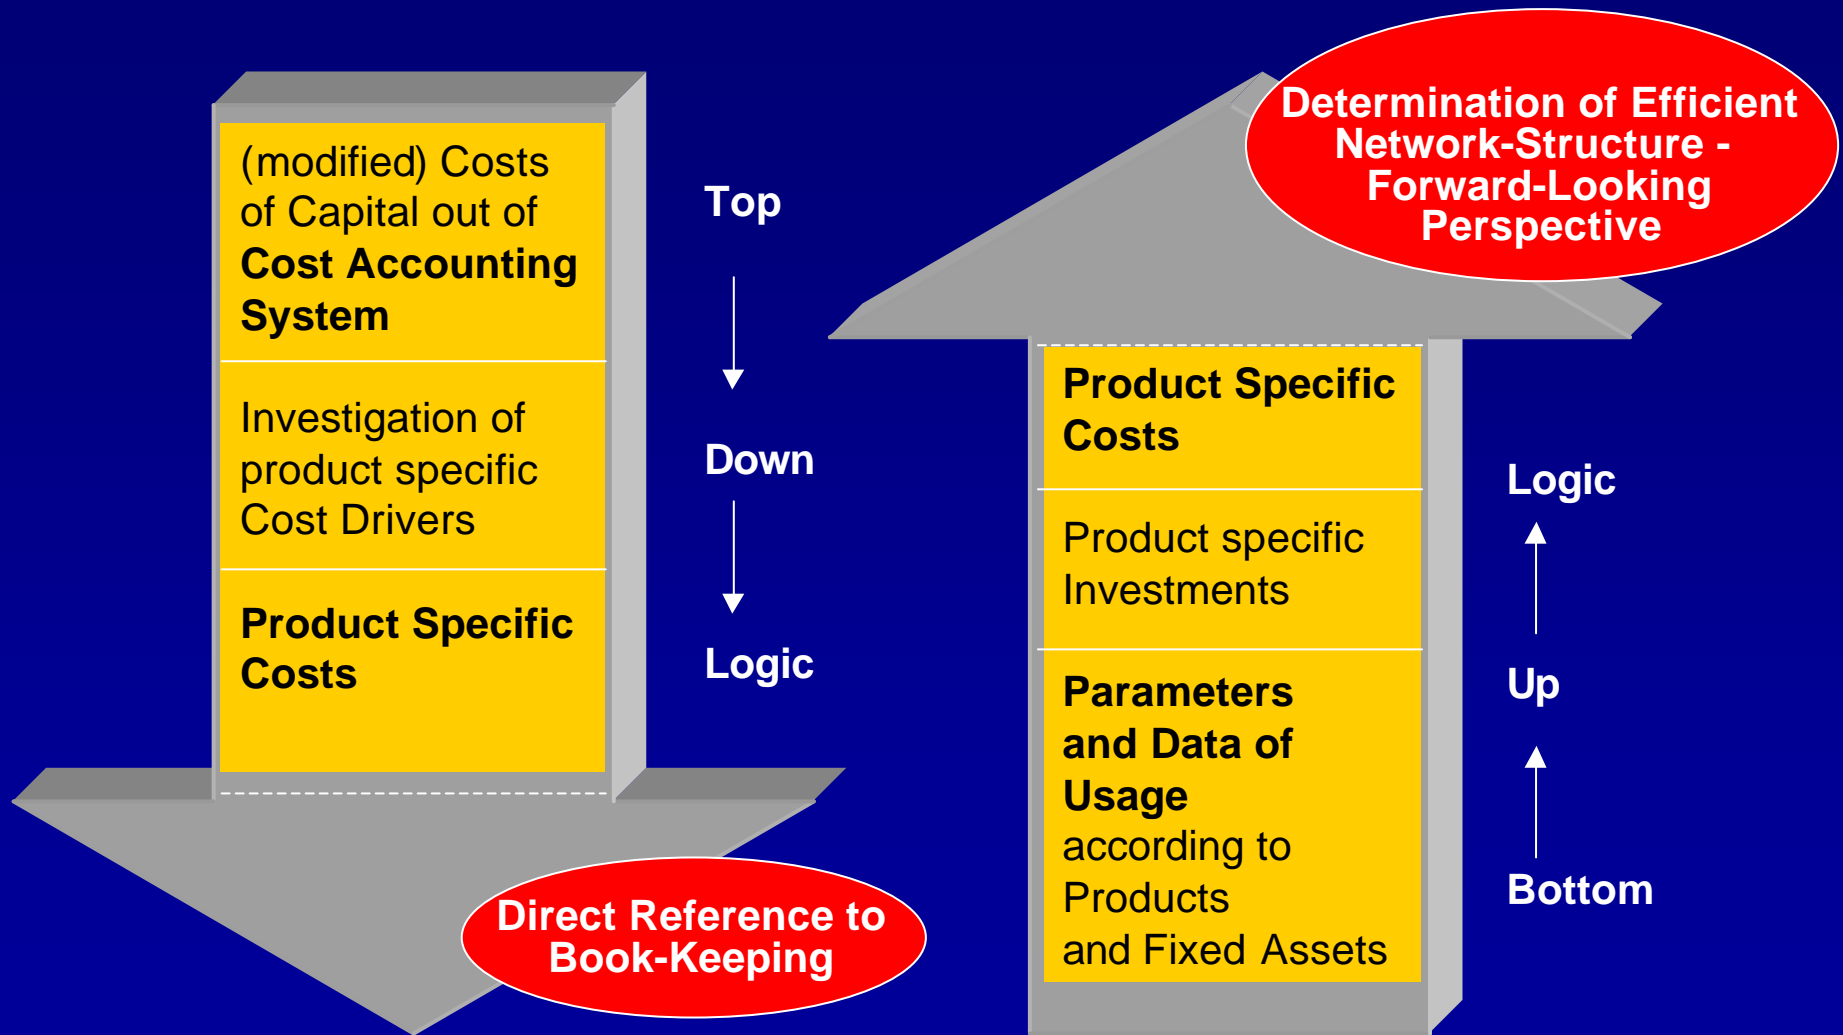 (modified) Costs
of Capital out of
Cost Accounting
System
Investigation of
product specific
Cost Drivers
Product Specific
Costs
Top
Down
Logic
Direct Reference to
Book-Keeping
Determination of Efficient
Network-Structure -
Forward-Looking
Perspective
Product Specific
Costs
Product specific
Investments
Parameters
and Data of
Usage
according to
Products
and Fixed Assets
Logic
Up
Bottom